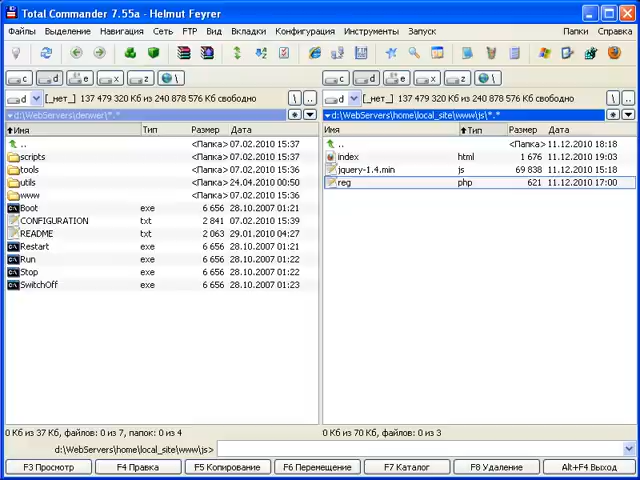 Total Commander 7.55a - Helmut Feyrer
Файлы Выделение Навигация Сеть FTP Вид Вкладки Конфигурация Инструменты Запуск Папки Справка
c d e x z \ c d e x z \
d [_нет_] 137 479 320 Кб из 240 878 576 Кб свободно \ .. d [_нет_] 137 479 320 Кб из 240 878 576 Кб свободно \ ..
d:\WebServers\denwer\*.* d:\WebServers\home\local_site\www\js\*.*
Имя Тип Размер Дата Имя Тип Размер Дата
.. <Папка> 07.02.2010 15:37 .. <Папка> 11.12.2010 18:18
scripts <Папка> 07.02.2010 15:37 index html 1 676 11.12.2010 19:03
tools <Папка> 07.02.2010 15:36 jquery-1.4.min js 69 838 11.12.2010 15:18
utils <Папка> 24.04.2010 00:50 reg php 621 11.12.2010 17:00
www <Папка> 07.02.2010 15:36
Boot exe 6 656 28.10.2007 01:21
CONFIGURATION txt 2 841 07.02.2010 15:39
README txt 2 063 29.01.2010 04:27
Restart exe 6 656 28.10.2007 01:21
Run exe 6 656 28.10.2007 01:22
Stop exe 6 656 28.10.2007 01:22
SwitchOff exe 6 656 28.10.2007 01:23
0 Кб из 37 Кб, файлов: 0 из 7, папок: 0 из 4 0 Кб из 70 Кб, файлов: 0 из 3
d:\WebServers\home\local_site\www\js>
F3 Просмотр F4 Правка F5 Копирование F6 Перемещение F7 Каталог F8 Удаление Alt+F4 Выход